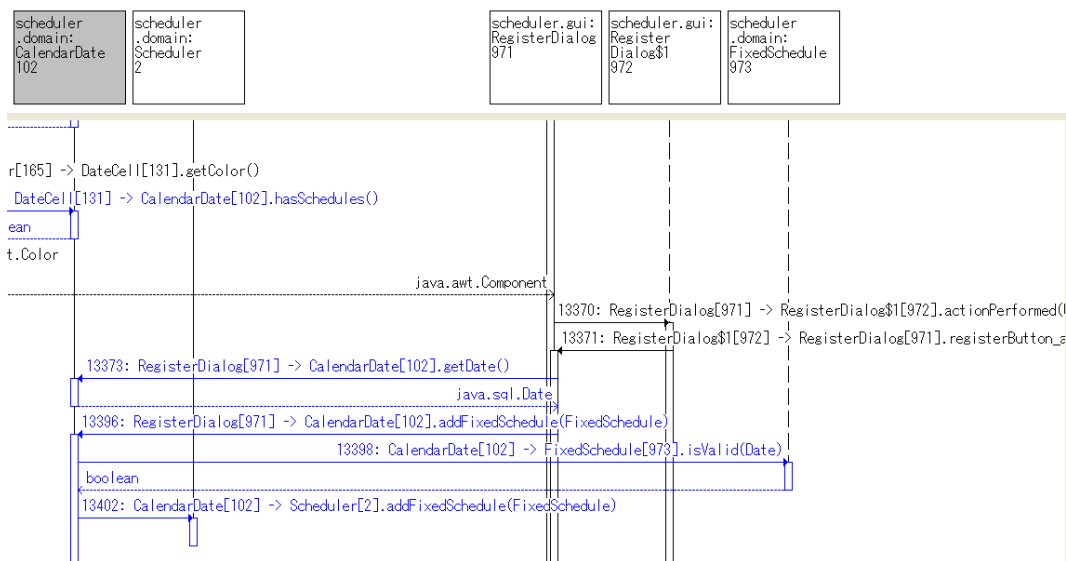 scheduler
.domain:
CalendarDate
102
scheduler
.domain:
Scheduler
2
scheduler.gui:
RegisterDialog
971
scheduler.gui:
Register
Dialog$1
972
scheduler
.domain:
FixedSchedule
973
r[165] -> DateCell[131].getColor()
DateCell[131] -> CalendarDate[102].hasSchedules()
ean
t.Color
java.awt.Component
13370: RegisterDialog[971] -> RegisterDialog$1[972].actionPerformed(
13371: RegisterDialog$1[972] -> RegisterDialog[971].registerButton_a
13373: RegisterDialog[971] -> CalendarDate[102].getDate()
java.sql.Date
13396: RegisterDialog[971] -> CalendarDate[102].addFixedSchedule(FixedSchedule)
13398: CalendarDate[102] -> FixedSchedule[973].isValid(Date)
boolean
13402: CalendarDate[102] -> Scheduler[2].addFixedSchedule(FixedSchedule)